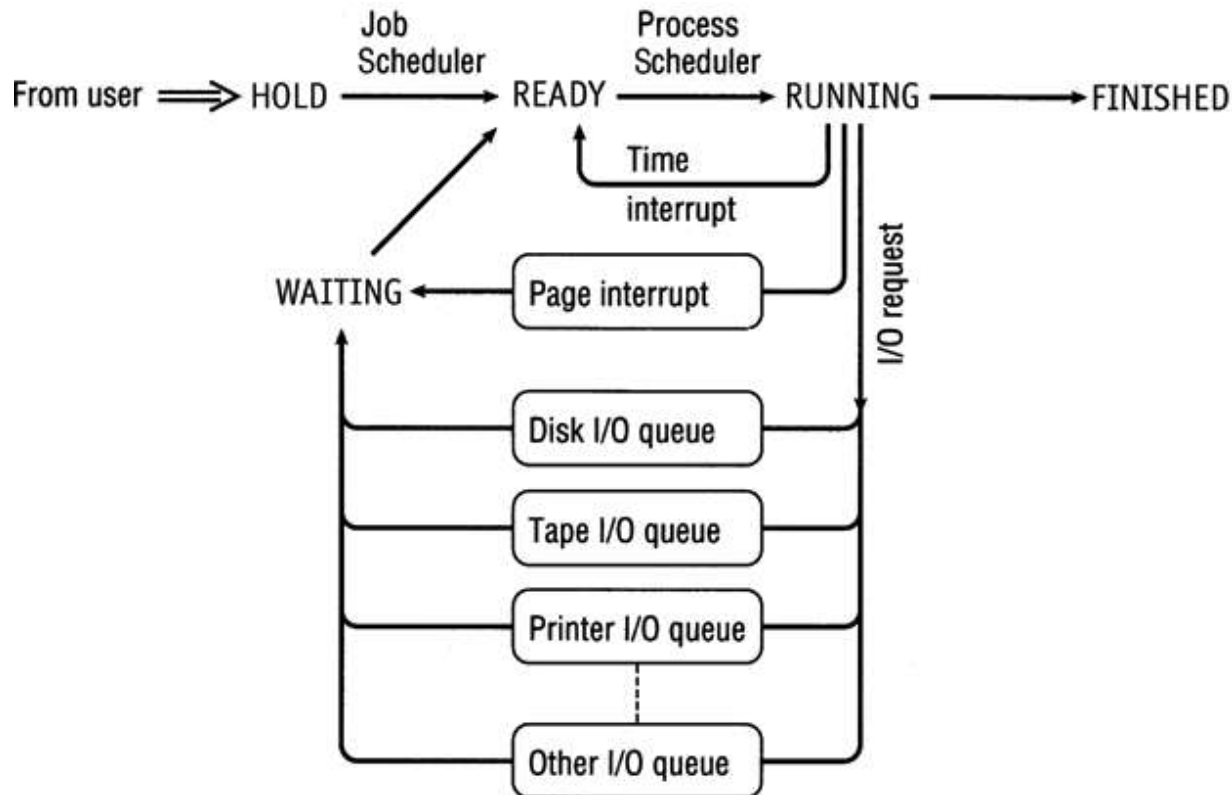 Job
Scheduler
Process
Scheduler
From user
HOLD
READY
RUNNING
FINISHED
Time
interrupt
I/O request
WAITING
Page interrupt
Disk I/O queue
Tape I/O queue
Printer I/O queue
Other I/O queue